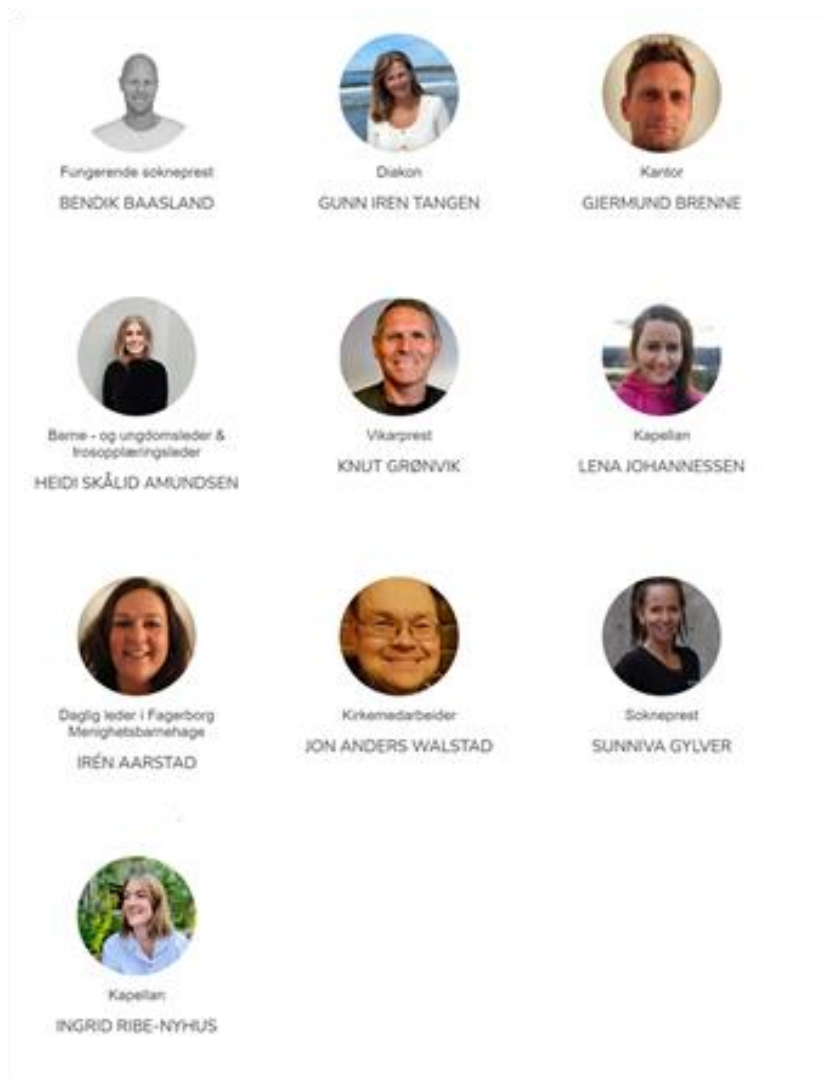 Fungerende sokneprest
BENDIK BAASLAND
Diakon
GUNN IREN TANGEN
Kantor
GJERMUND BRENNE
Barne - og ungdomsleder &
trosopplæringsleder
HEIDI SKÅLID AMUNDSEN
Vikarprest
KNUT GRØNVIK
Kapellan
LENA JOHANNESSEN
Daglig leder i Fagerborg
Menighetsbarnehage
IRÉN AARSTAD
Kirkemedarbeider
JON ANDERS WALSTAD
Sokneprest
SUNNIVA GYLVER
Kapellan
INGRID RIBE-NYHUS